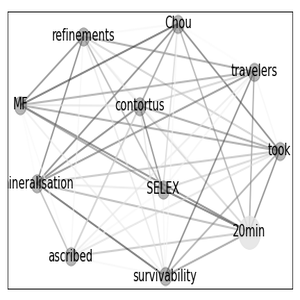 Chou
refinements
travelers
MF
contortus
took
ineralisation
SELEX
20min
ascribed
survivability